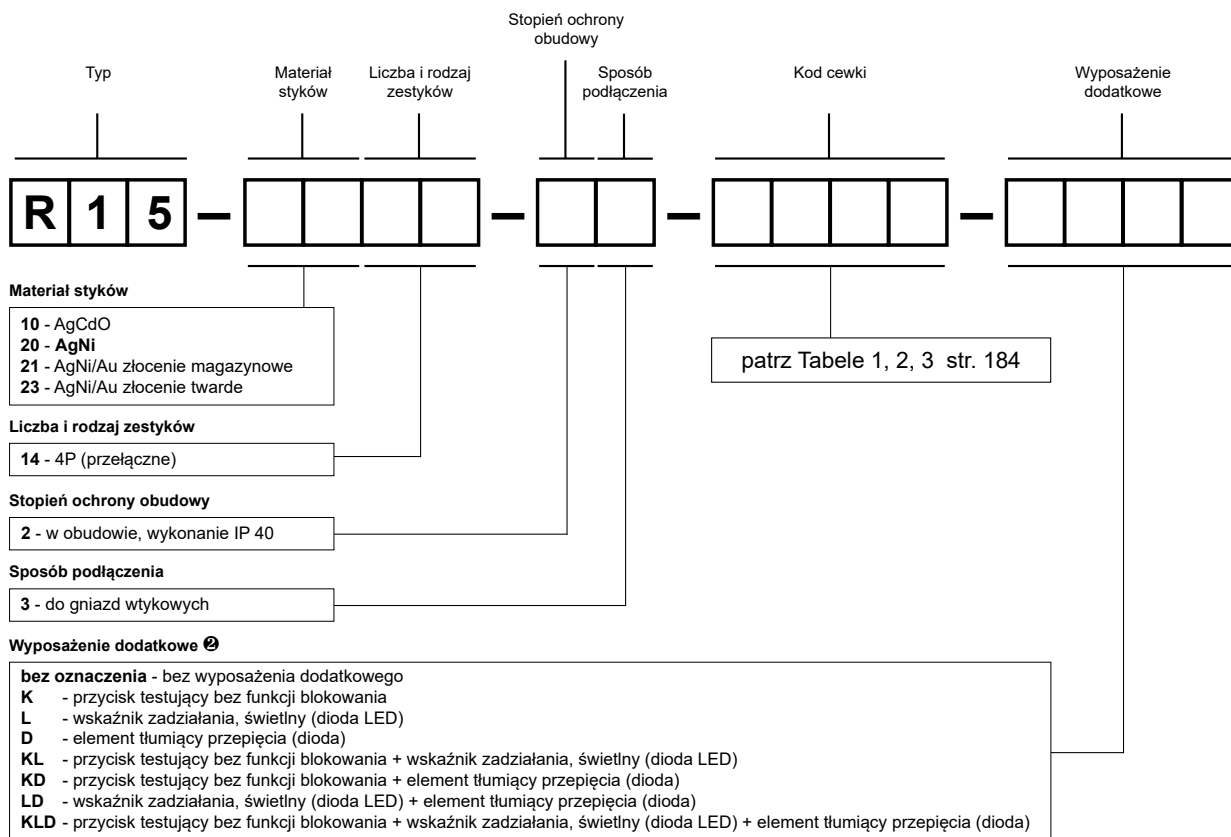 Stopień ochrony
obudowy
Typ
Materiał
styków
Liczba i rodzaj
zestyków
Sposób
podłączenia
Kod cewki
Wyposażenie
dodatkowe
R 1 5 – – – –
Materiał styków
10 - AgCdO
20 - AgNi
21 - AgNi/Au złocenie magazynowe
23 - AgNi/Au złocenie twarde
patrz Tabele 1, 2, 3 str. 184
Liczba i rodzaj zestyków
14 - 4P (przełączne)
Stopień ochrony obudowy
2 - w obudowie, wykonanie IP 40
Sposób podłączenia
3 - do gniazd wtykowych
Wyposażenie dodatkowe ❷
bez oznaczenia - bez wyposażenia dodatkowego
K - przycisk testujący bez funkcji blokowania
L - wskaźnik zadziałania, świetlny (dioda LED)
D - element tłumiący przepięcia (dioda)
KL - przycisk testujący bez funkcji blokowania + wskaźnik zadziałania, świetlny (dioda LED)
KD - przycisk testujący bez funkcji blokowania + element tłumiący przepięcia (dioda)
LD - wskaźnik zadziałania, świetlny (dioda LED) + element tłumiący przepięcia (dioda)
KLD - przycisk testujący bez funkcji blokowania + wskaźnik zadziałania, świetlny (dioda LED) + element tłumiący przepięcia (dioda)